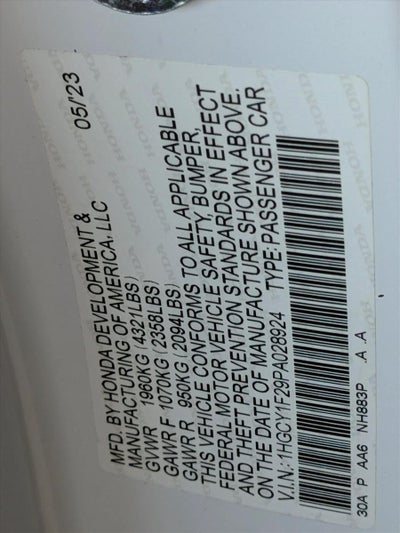 MFD. BY HONDA DEVELOPMENT & 05/'23
MANUFACTURING OF AMERICA, LLC
GVWR 1960KG (4321LBS)
GAWR F 1070KG (2358LBS)
GAWR R 950KG (2094LBS)
THIS VEHICLE CONFORMS TO ALL APPLICABLE
FEDERAL MOTOR VEHICLE SAFETY, BUMPER,
AND THEFT PREVENTION STANDARDS IN EFFECT
ON THE DATE OF MANUFACTURE SHOWN ABOVE.
V.I.N.:1HGCY1F29PA028924 TYPE:PASSENGER CAR
30A P AA6 NH883P .A .A